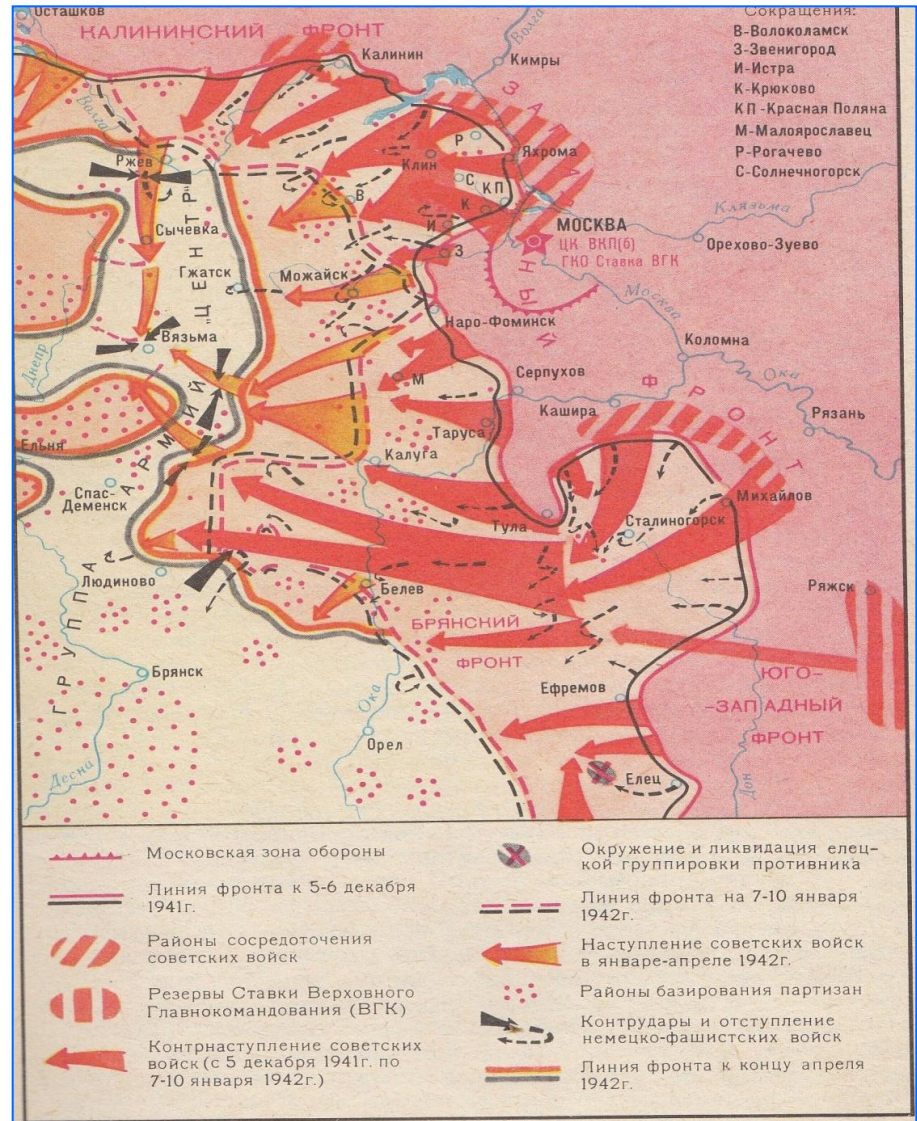 Осташков
КАЛИНИНСКИЙ ФРОНТ
Калинин
Волга
Кимры
Сокращения:
В-Волоколамск
З-Звенигород
И-Истра
К-Крюково
КП-Красная Поляна
М-Малоярославец
Р-Рогачево
С-Солнечногорск
ЗАПАДНЫЙ ФРОНТ
Волга
Ржев
Р
Клин
Яхрома
С
КП
К
В
И
З
Клязьма
МОСКВА
ЦК ВКП(б)
ГКО Ставка ВГК
Орехово-Зуево
Сычевка
Гжатск
Можайск
Москва
Наро-Фоминск
Вязьма
Днепр
Коломна
М
Серпухов
Ока
Кашира
Рязань
Таруса
Ельня
Калуга
Спас-
Деменск
Тула
Сталиногорск
Михайлов
ГРУППА АРМИЙ "ЦЕНТР"
Людиново
Белев
Ряжск
БРЯНСКИЙ
ФРОНТ
ЮГО-
-ЗАПАДНЫЙ
ФРОНТ
Брянск
Ефремов
Ока
Орел
Десна
Елец
Дон
Московская зона обороны
Линия фронта к 5-6 декабря
1941г.
Районы сосредоточения
советских войск
Резервы Ставки Верховного
Главнокомандования (ВГК)
Контрнаступление советских
войск (с 5 декабря 1941г. по
7-10 января 1942г.)
Окружение и ликвидация елец-
кой группировки противника
Линия фронта на 7-10 января
1942г.
Наступление советских войск
в январе-апреле 1942г.
Районы базирования партизан
Контрудары и отступление
немецко-фашистских войск
Линия фронта к концу апреля
1942г.